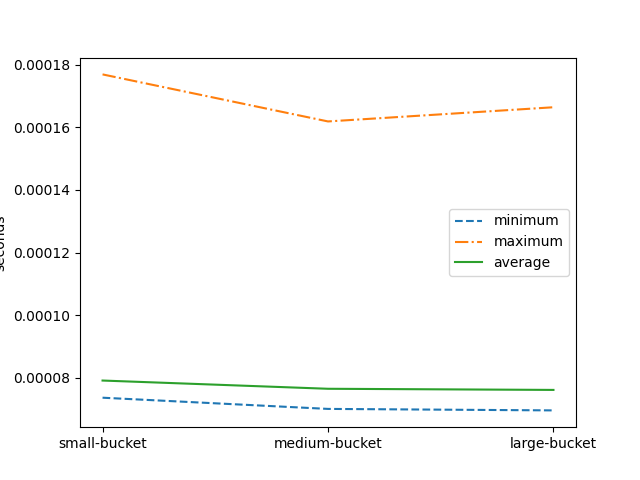 0.00018
0.00016
0.00014
0.00012
0.00010
0.00008
seconds
minimum
maximum
average
small-bucket medium-bucket large-bucket